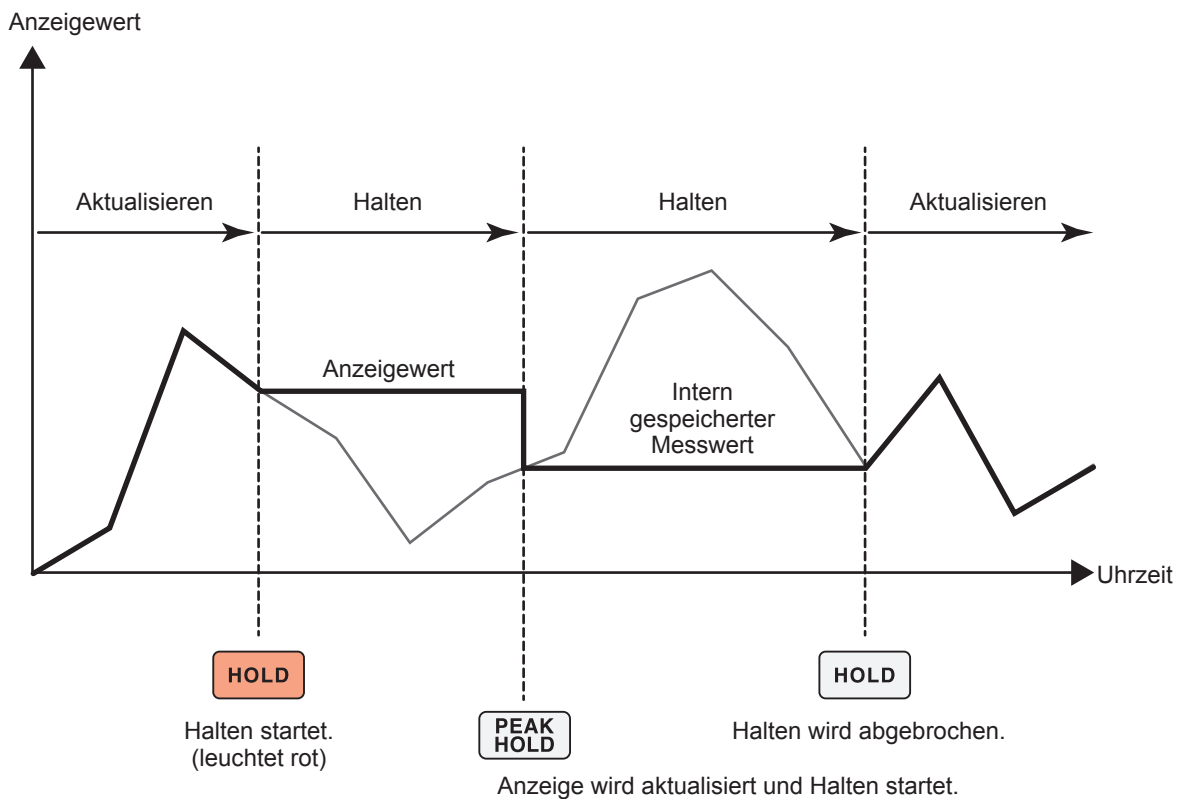 Anzeigewert
Aktualisieren
Halten
Halten
Aktualisieren
Anzeigewert
Intern
gespeicherter
Messwert
Uhrzeit
HOLD
HOLD
Halten startet.
(leuchtet rot)
PEAK
HOLD
Halten wird abgebrochen.
Anzeige wird aktualisiert und Halten startet.